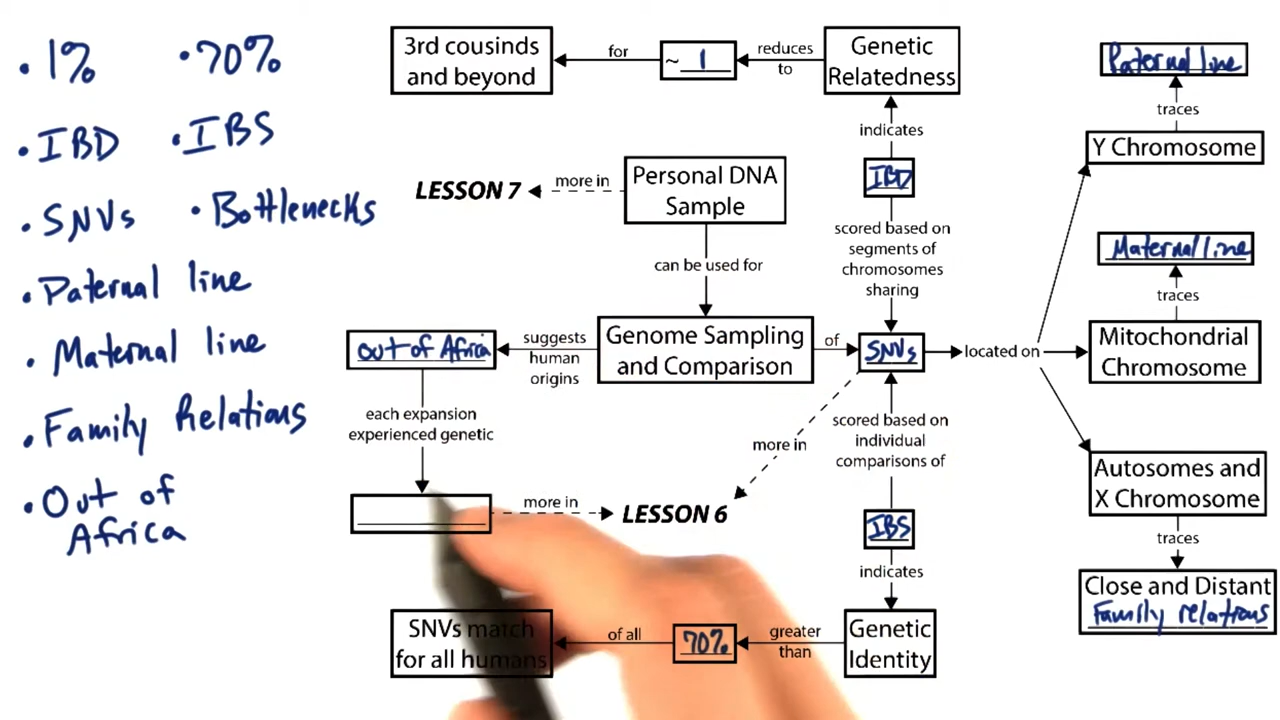 • 1%
• 70%
• IBD
• IBS
• SNVs
• Bottlenecks
• Paternal line
• Maternal line
• Family Relations
• Out of
Africa
3rd cousinds
and beyond
for
~ 1
reduces
to
Genetic
Relatedness
indicates
IBD
scored based on
segments of
chromosomes
sharing
LESSON 7
more in
Personal DNA
Sample
can be used for
Genome Sampling
and Comparison
suggests
human
origins
out of Africa
each expansion
experienced genetic
more in
LESSON 6
of
SNVs
more in
scored based on
individual
comparisons of
IBS
indicates
Genetic
Identity
greater
than
70%
of all
SNVs match
for all humans
located on
Paternal line
traces
Y Chromosome
Maternal line
traces
Mitochondrial
Chromosome
Autosomes and
X Chromosome
traces
Close and Distant
Family relations